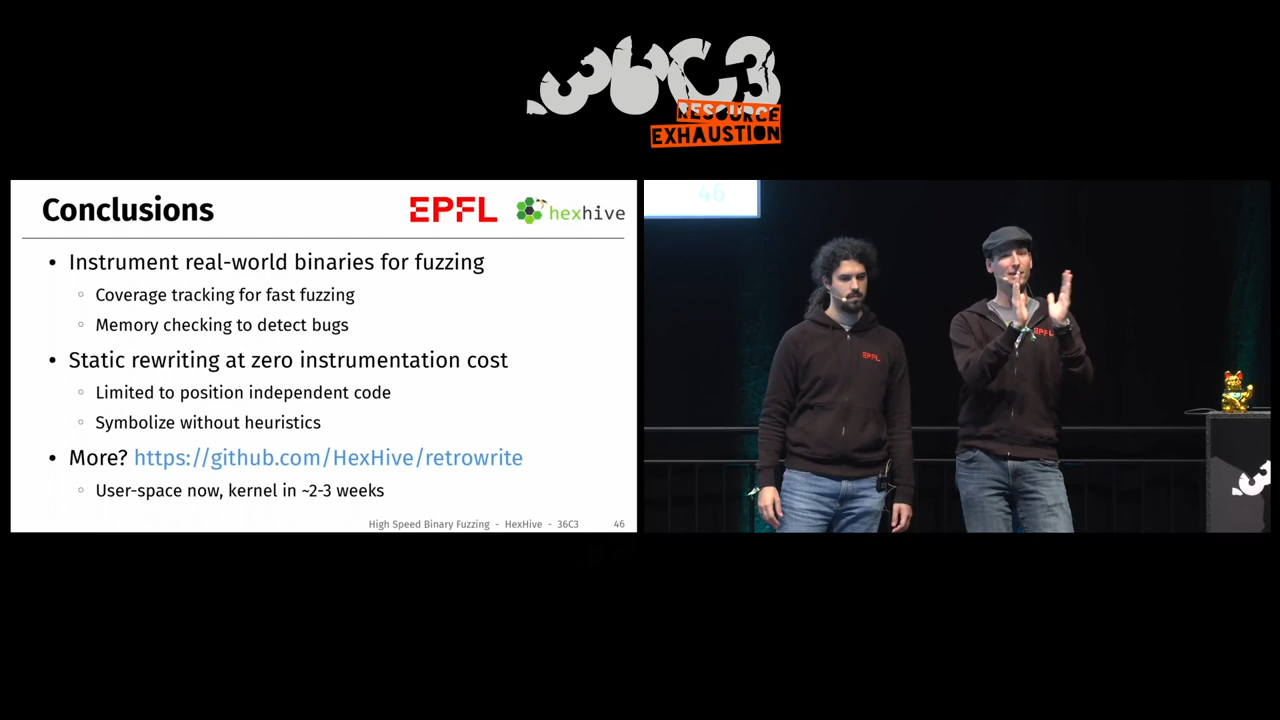 36C3
RESOURCE
EXHAUSTION
Conclusions
EPFL
hexhive
• Instrument real-world binaries for fuzzing
◦ Coverage tracking for fast fuzzing
◦ Memory checking to detect bugs
• Static rewriting at zero instrumentation cost
◦ Limited to position independent code
◦ Symbolize without heuristics
• More? https://github.com/HexHive/retrowrite
◦ User-space now, kernel in ~2-3 weeks
High Speed Binary Fuzzing - HexHive - 36C3
46
46
EPFL
EPFL